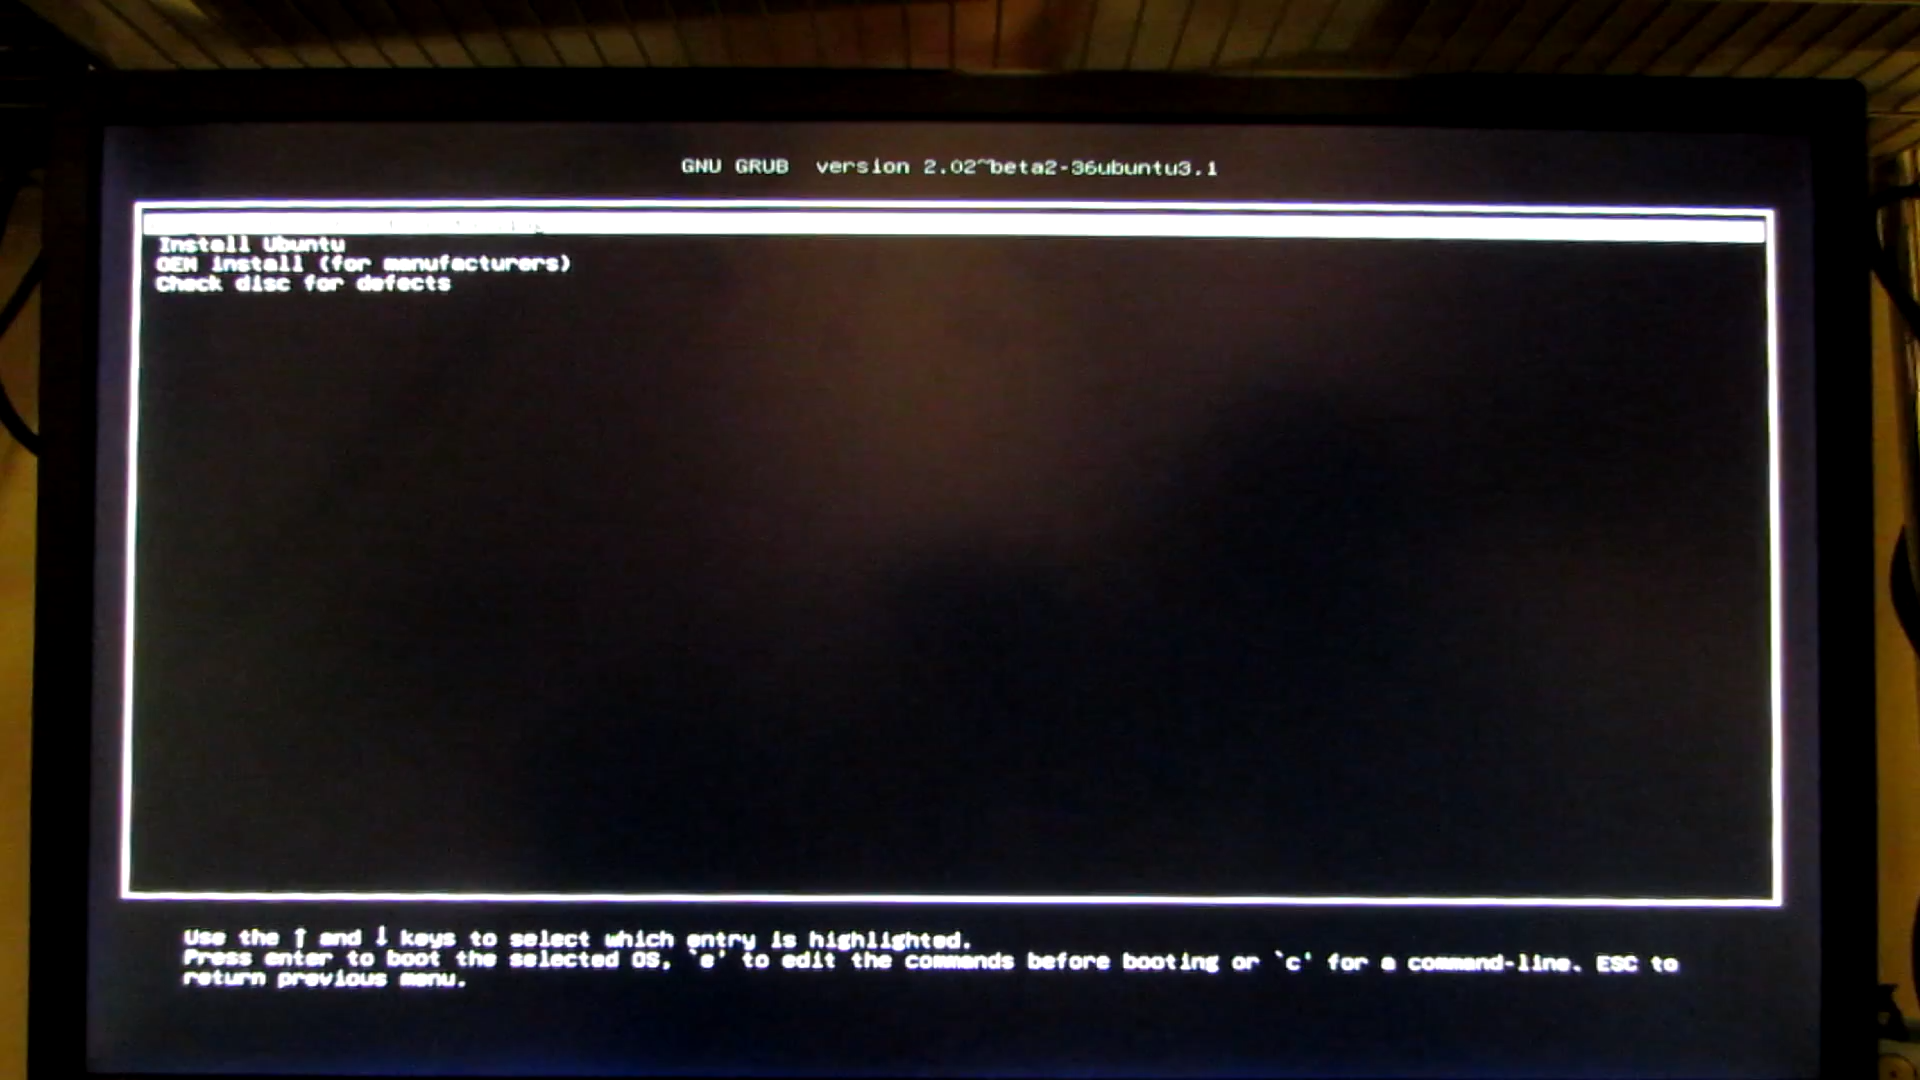 GNU GRUB version 2.02~beta2-36ubuntu3.1
Install Ubuntu
OEM install (for manufacturers)
Check disc for defects
Use the ↑ and ↓ keys to select which entry is highlighted.
Press enter to boot the selected OS, `e' to edit the commands before booting or `c' for a command-line. ESC to
return previous menu.